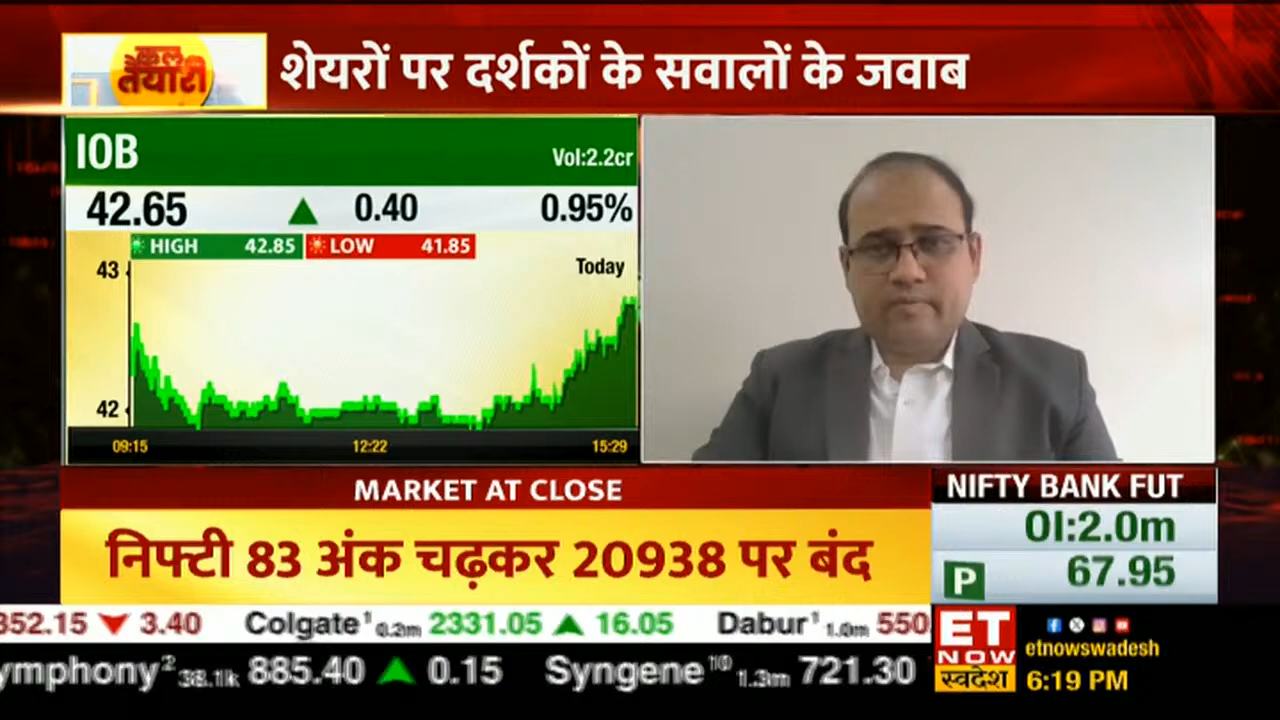 कल
की
तैयारी
शेयरों पर दर्शकों के सवालों के जवाब
IOB
Vol:2.2cr
42.65 ▲ 0.40 0.95%
HIGH 42.85 LOW 41.85
Today
43
42
09:15 12:22 15:29
MARKET AT CLOSE
निफ्टी 83 अंक चढ़कर 20938 पर बंद
NIFTY BANK FUT
OI:2.0m
P 67.95
352.15 ▼ 3.40 Colgate¹ 0.2m 2331.05 ▲ 16.05 Dabur¹ 1.0m 550
ymphony² 38.1k 885.40 ▲ 0.15 Syngene¹⁰ 1.3m 721.30
ET
NOW
स्वदेश
etnowswadesh
6:19 PM